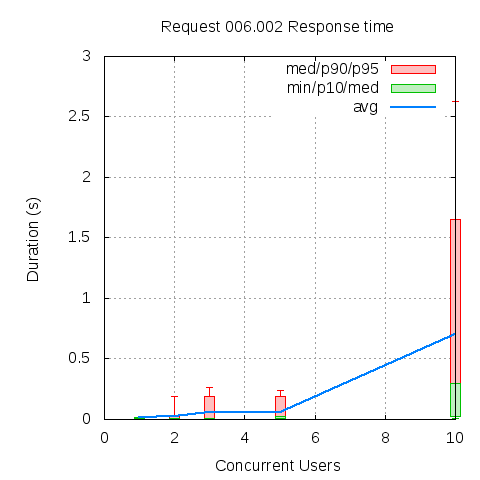 Request 006.002 Response time
3
2.5
2
1.5
1
0.5
0
Duration (s)
med/p90/p95
min/p10/med
avg
0 2 4 6 8 10
Concurrent Users